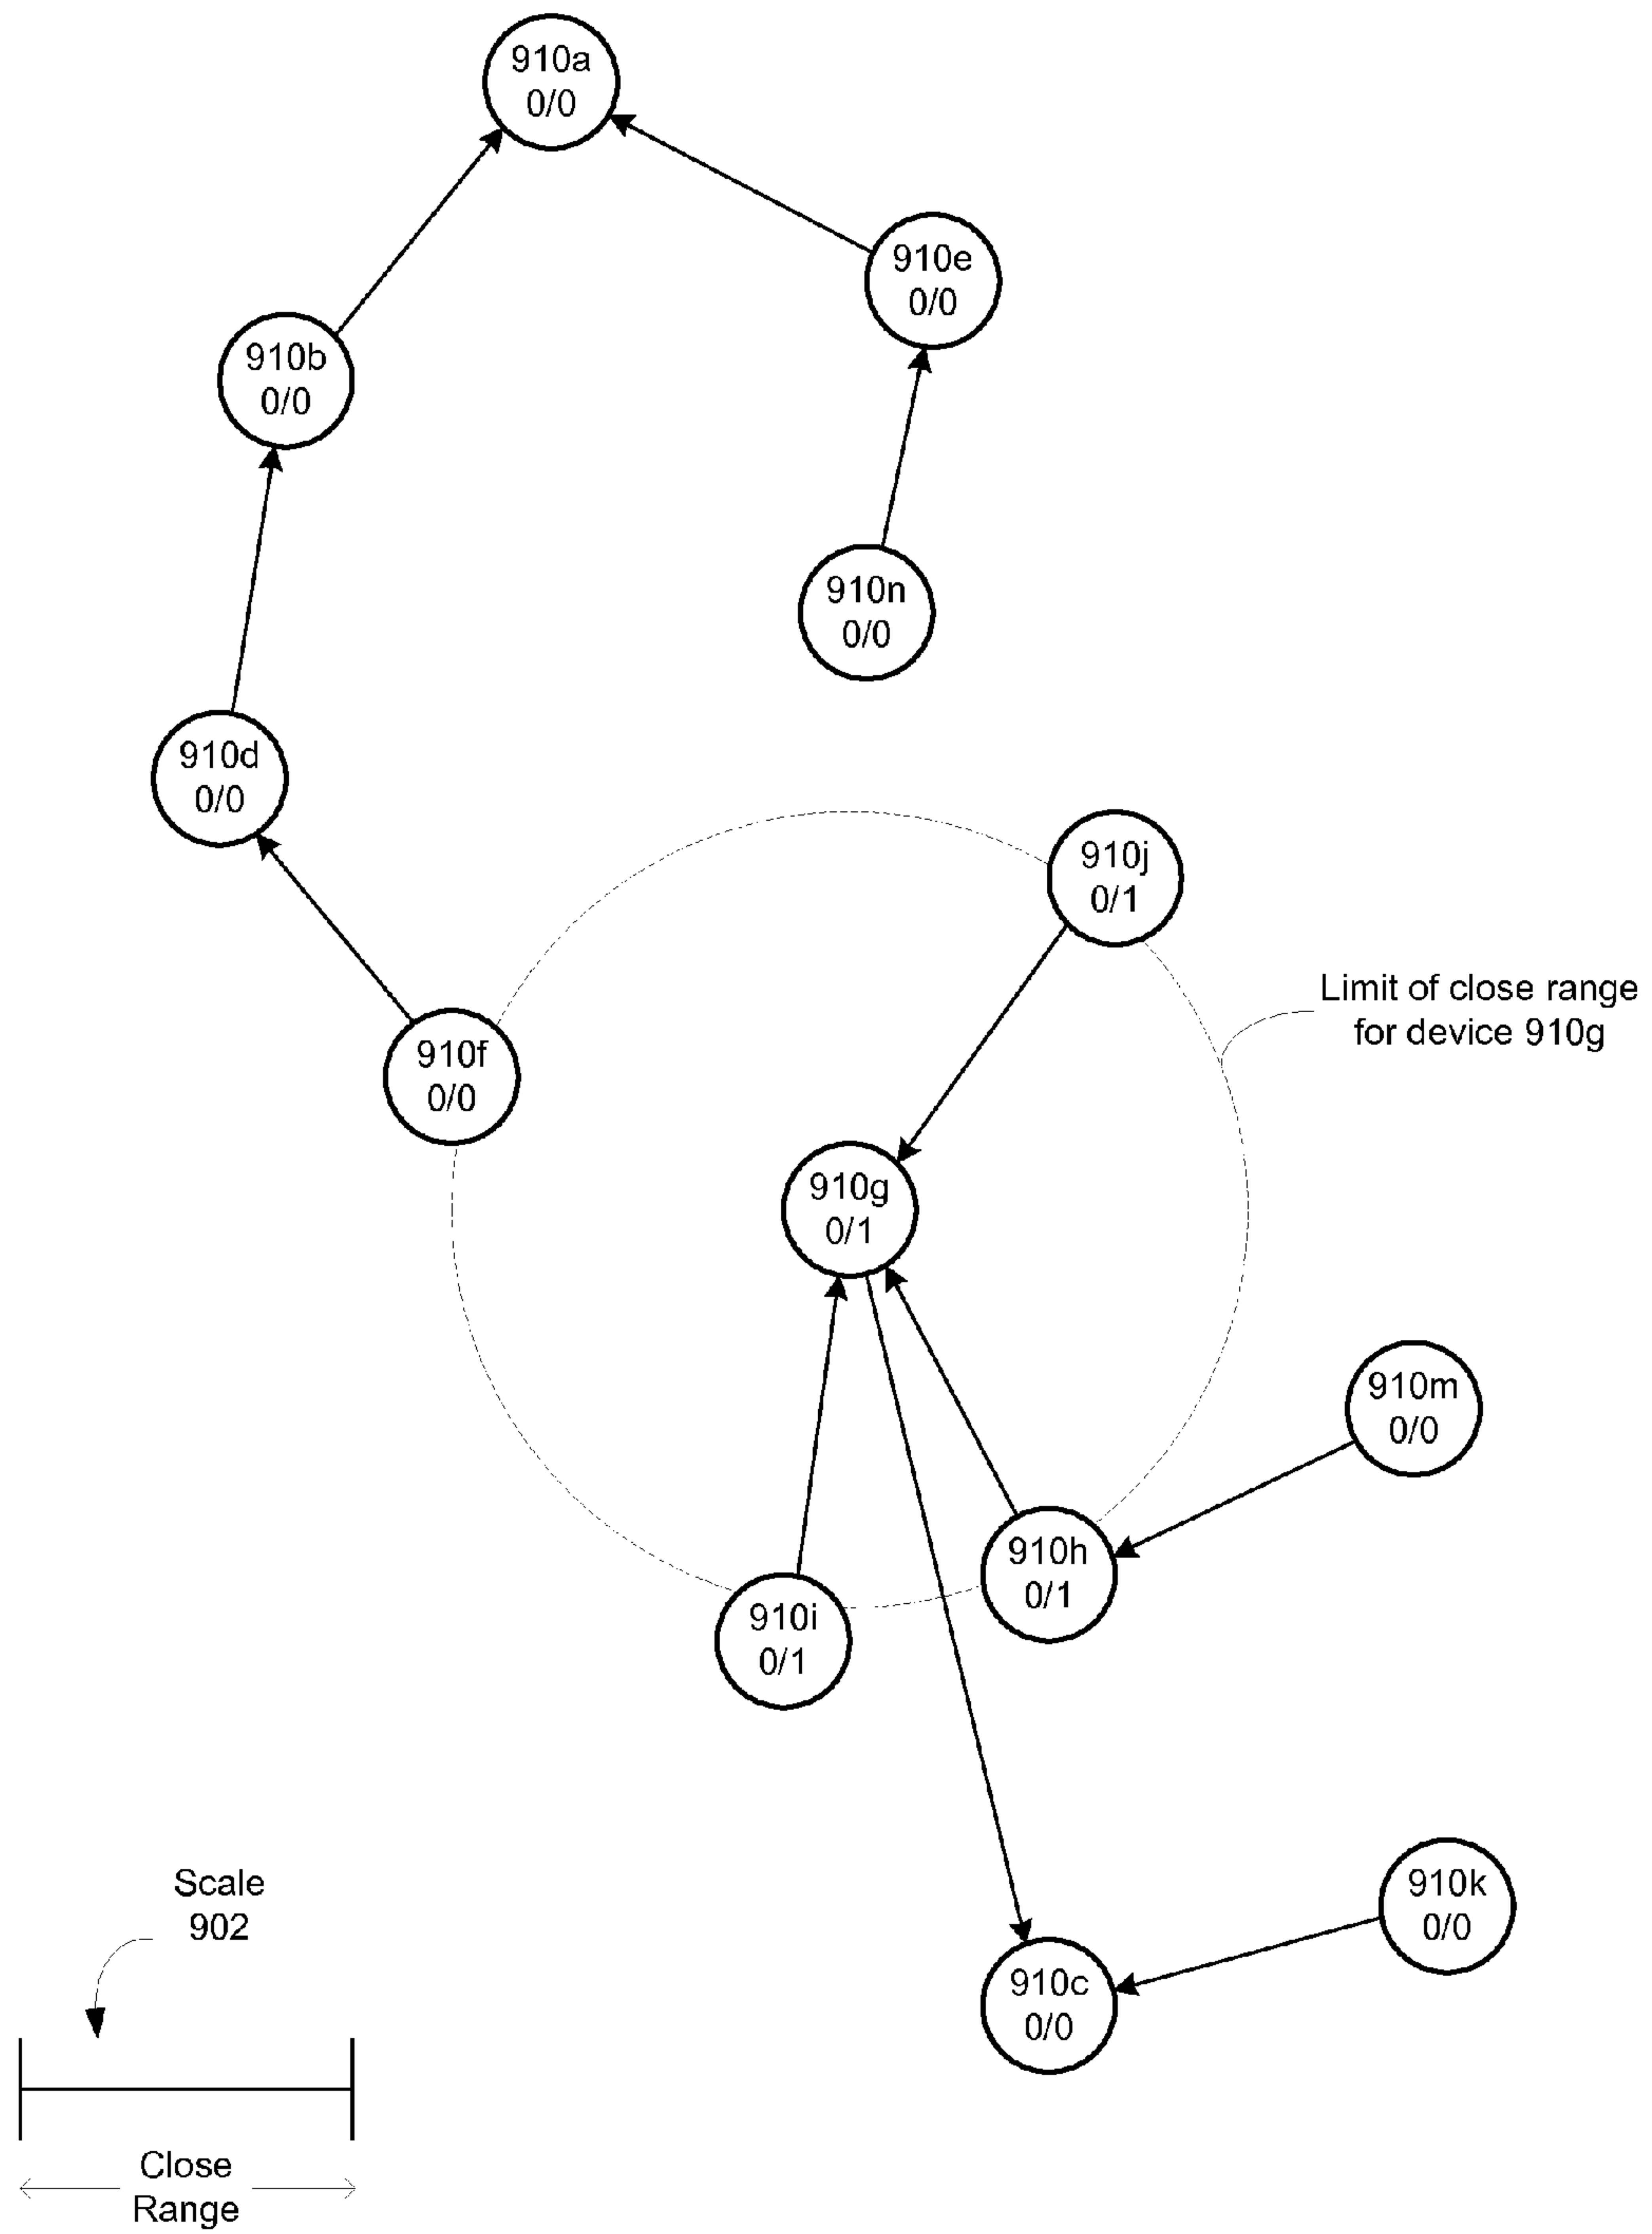 910a
0/0
910e
0/0
910b
0/0
910n
0/0
910d
0/0
910j
0/1
Limit of close range
for device 910g
910f
0/0
910g
0/1
910m
0/0
910h
0/1
910i
0/1
Scale
902
910k
0/0
910c
0/0
Close
Range